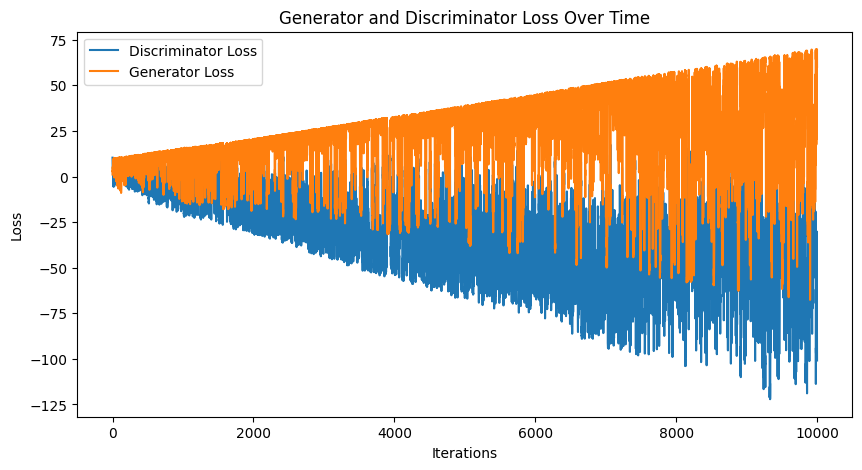 Generator and Discriminator Loss Over Time
Discriminator Loss
Generator Loss
Loss
75
50
25
0
−25
−50
−75
−100
−125
0 2000 4000 6000 8000 10000
Iterations